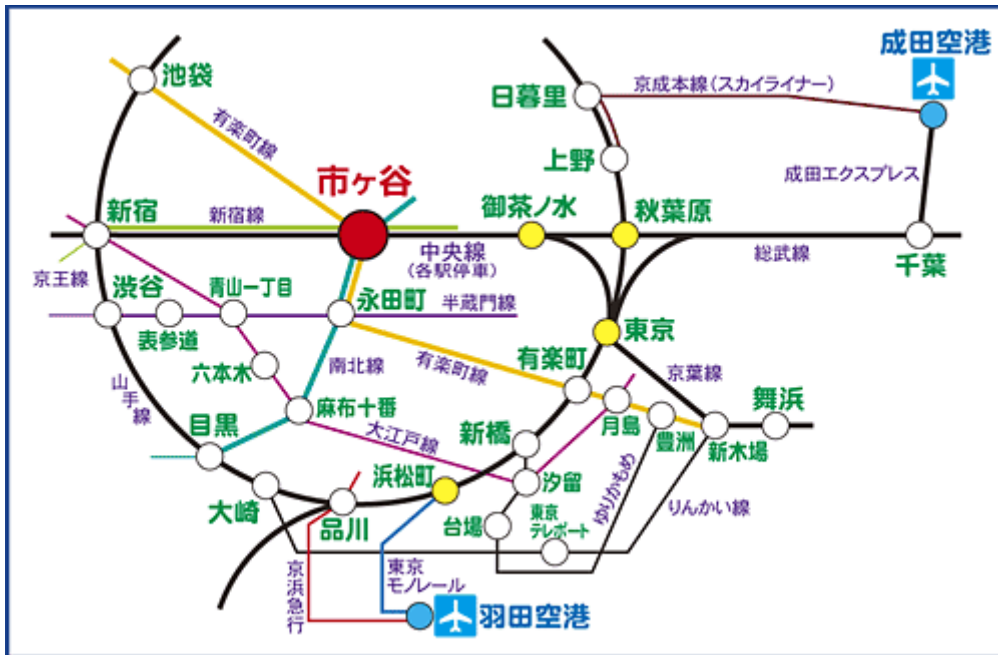 成田空港
池袋
日暮里
京成本線(スカイライナー)
有楽町線
上野
成田エクスプレス
市ヶ谷
新宿
新宿線
御茶ノ水
秋葉原
中央線
(各駅停車)
総武線
千葉
京王線
渋谷
青山一丁目
永田町
半蔵門線
表参道
東京
六本木
南北線
有楽町線
有楽町
京葉線
山手線
麻布十番
月島
豊洲
新木場
舞浜
目黒
大江戸線
新橋
浜松町
汐留
ゆりかもめ
りんかい線
大崎
品川
台場
東京
テレポート
京浜急行
東京
モノレール
羽田空港